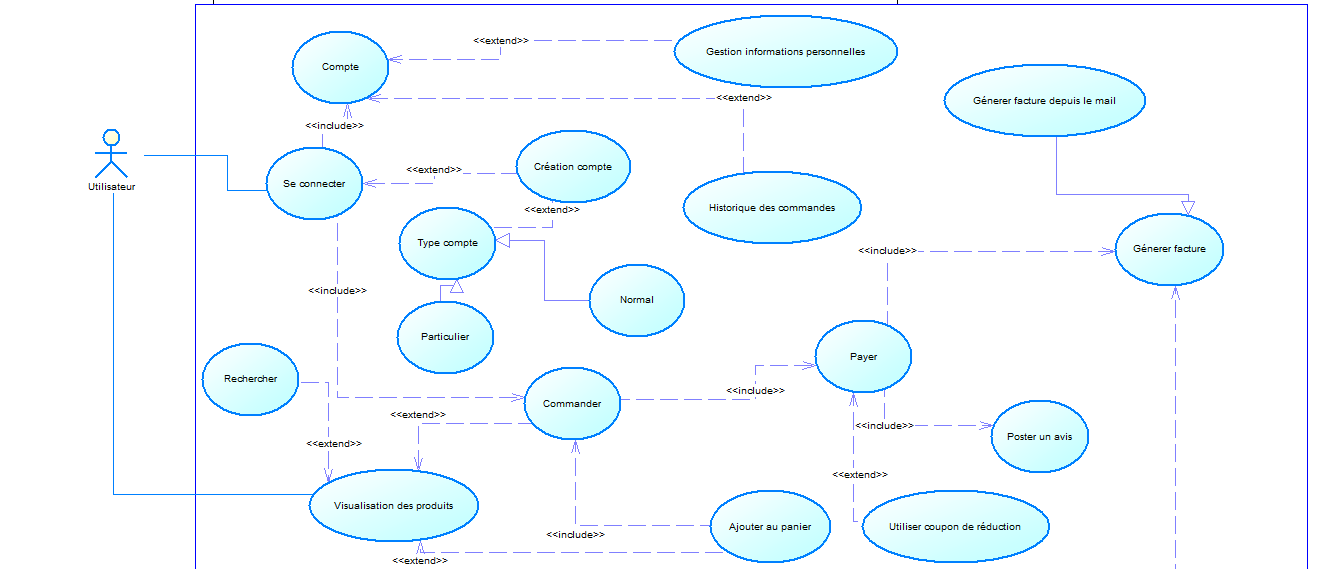 <<extend>>
Gestion informations personnelles
Compte
<<extend>>
Génerer facture depuis le mail
<<include>>
Utilisateur
Se connecter
<<extend>>
Création compte
<<extend>>
Historique des commandes
Type compte
<<include>>
Génerer facture
<<include>>
Normal
Particulier
Payer
Rechercher
<<include>>
Commander
<<extend>>
<<include>>
Poster un avis
<<extend>>
<<extend>>
Visualisation des produits
Ajouter au panier
Utiliser coupon de réduction
<<include>>
<<extend>>